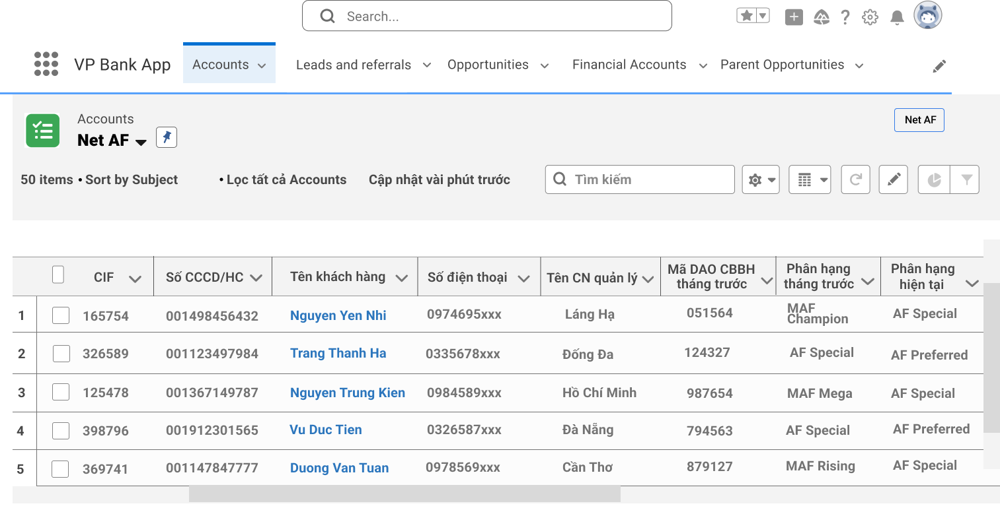 Search...
VP Bank App Accounts Leads and referrals Opportunities Financial Accounts Parent Opportunities
Accounts
Net AF
Net AF
50 items • Sort by Subject • Lọc tất cả Accounts Cập nhật vài phút trước Tìm kiếm
CIF Số CCCD/HC Tên khách hàng Số điện thoại Tên CN quản lý Mã DAO CBBH tháng trước Phân hạng tháng trước Phân hạng hiện tại
1 165754 001498456432 Nguyen Yen Nhi 0974695xxx Láng Hạ 051564 MAF Champion AF Special
2 326589 001123497984 Trang Thanh Ha 0335678xxx Đống Đa 124327 AF Special AF Preferred
3 125478 001367149787 Nguyen Trung Kien 0984589xxx Hồ Chí Minh 987654 MAF Mega AF Special
4 398796 001912301565 Vu Duc Tien 0326587xxx Đà Nẵng 794563 AF Special AF Preferred
5 369741 001147847777 Duong Van Tuan 0978569xxx Cần Thơ 879127 MAF Rising AF Special